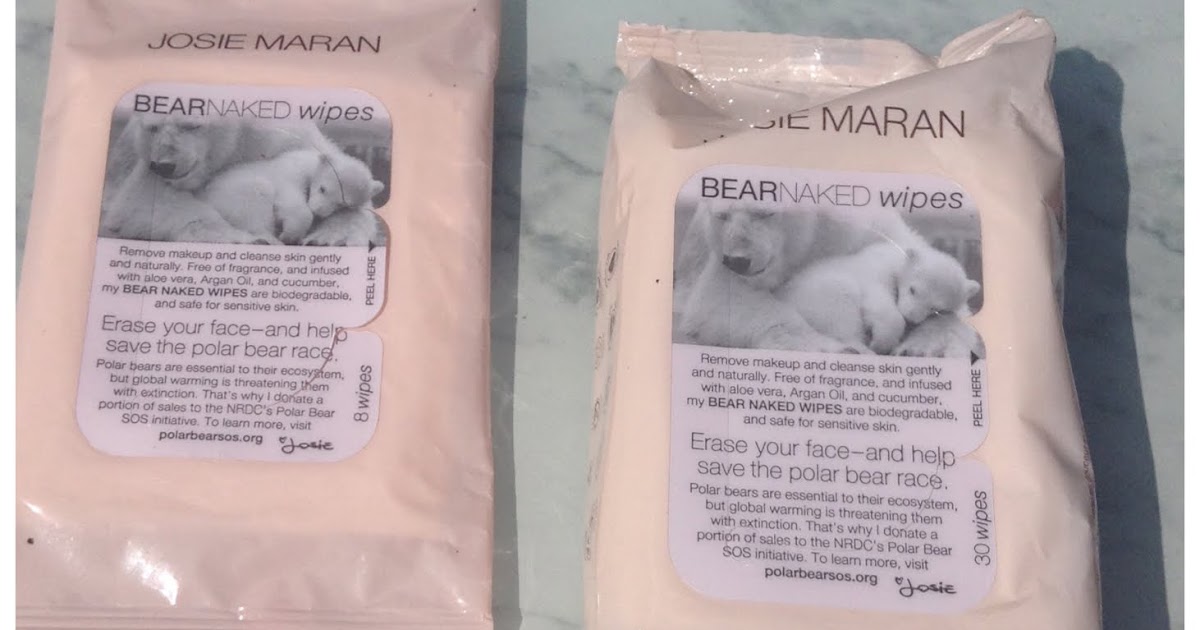 JOSIE MARAN
BEARNAKED wipes
Remove makeup and cleanse skin gently
and naturally. Free of fragrance, and infused
with aloe vera, Argan Oil, and cucumber,
my BEAR NAKED WIPES are biodegradable,
and safe for sensitive skin.
PEEL HERE
Erase your face–and help
save the polar bear race.
Polar bears are essential to their ecosystem,
but global warming is threatening them
with extinction. That's why I donate a
portion of sales to the NRDC's Polar Bear
SOS initiative. To learn more, visit
polarbearsos.org Josie
8 wipes
MARAN
BEARNAKED wipes
Remove makeup and cleanse skin gently
and naturally. Free of fragrance, and infused
with aloe vera, Argan Oil, and cucumber,
my BEAR NAKED WIPES are biodegradable,
and safe for sensitive skin.
PEEL HERE
Erase your face–and help
save the polar bear race.
Polar bears are essential to their ecosystem,
but global warming is threatening them
with extinction. That's why I donate a
portion of sales to the NRDC's Polar Bear
SOS initiative. To learn more, visit
polarbearsos.org Josie
30 wipes